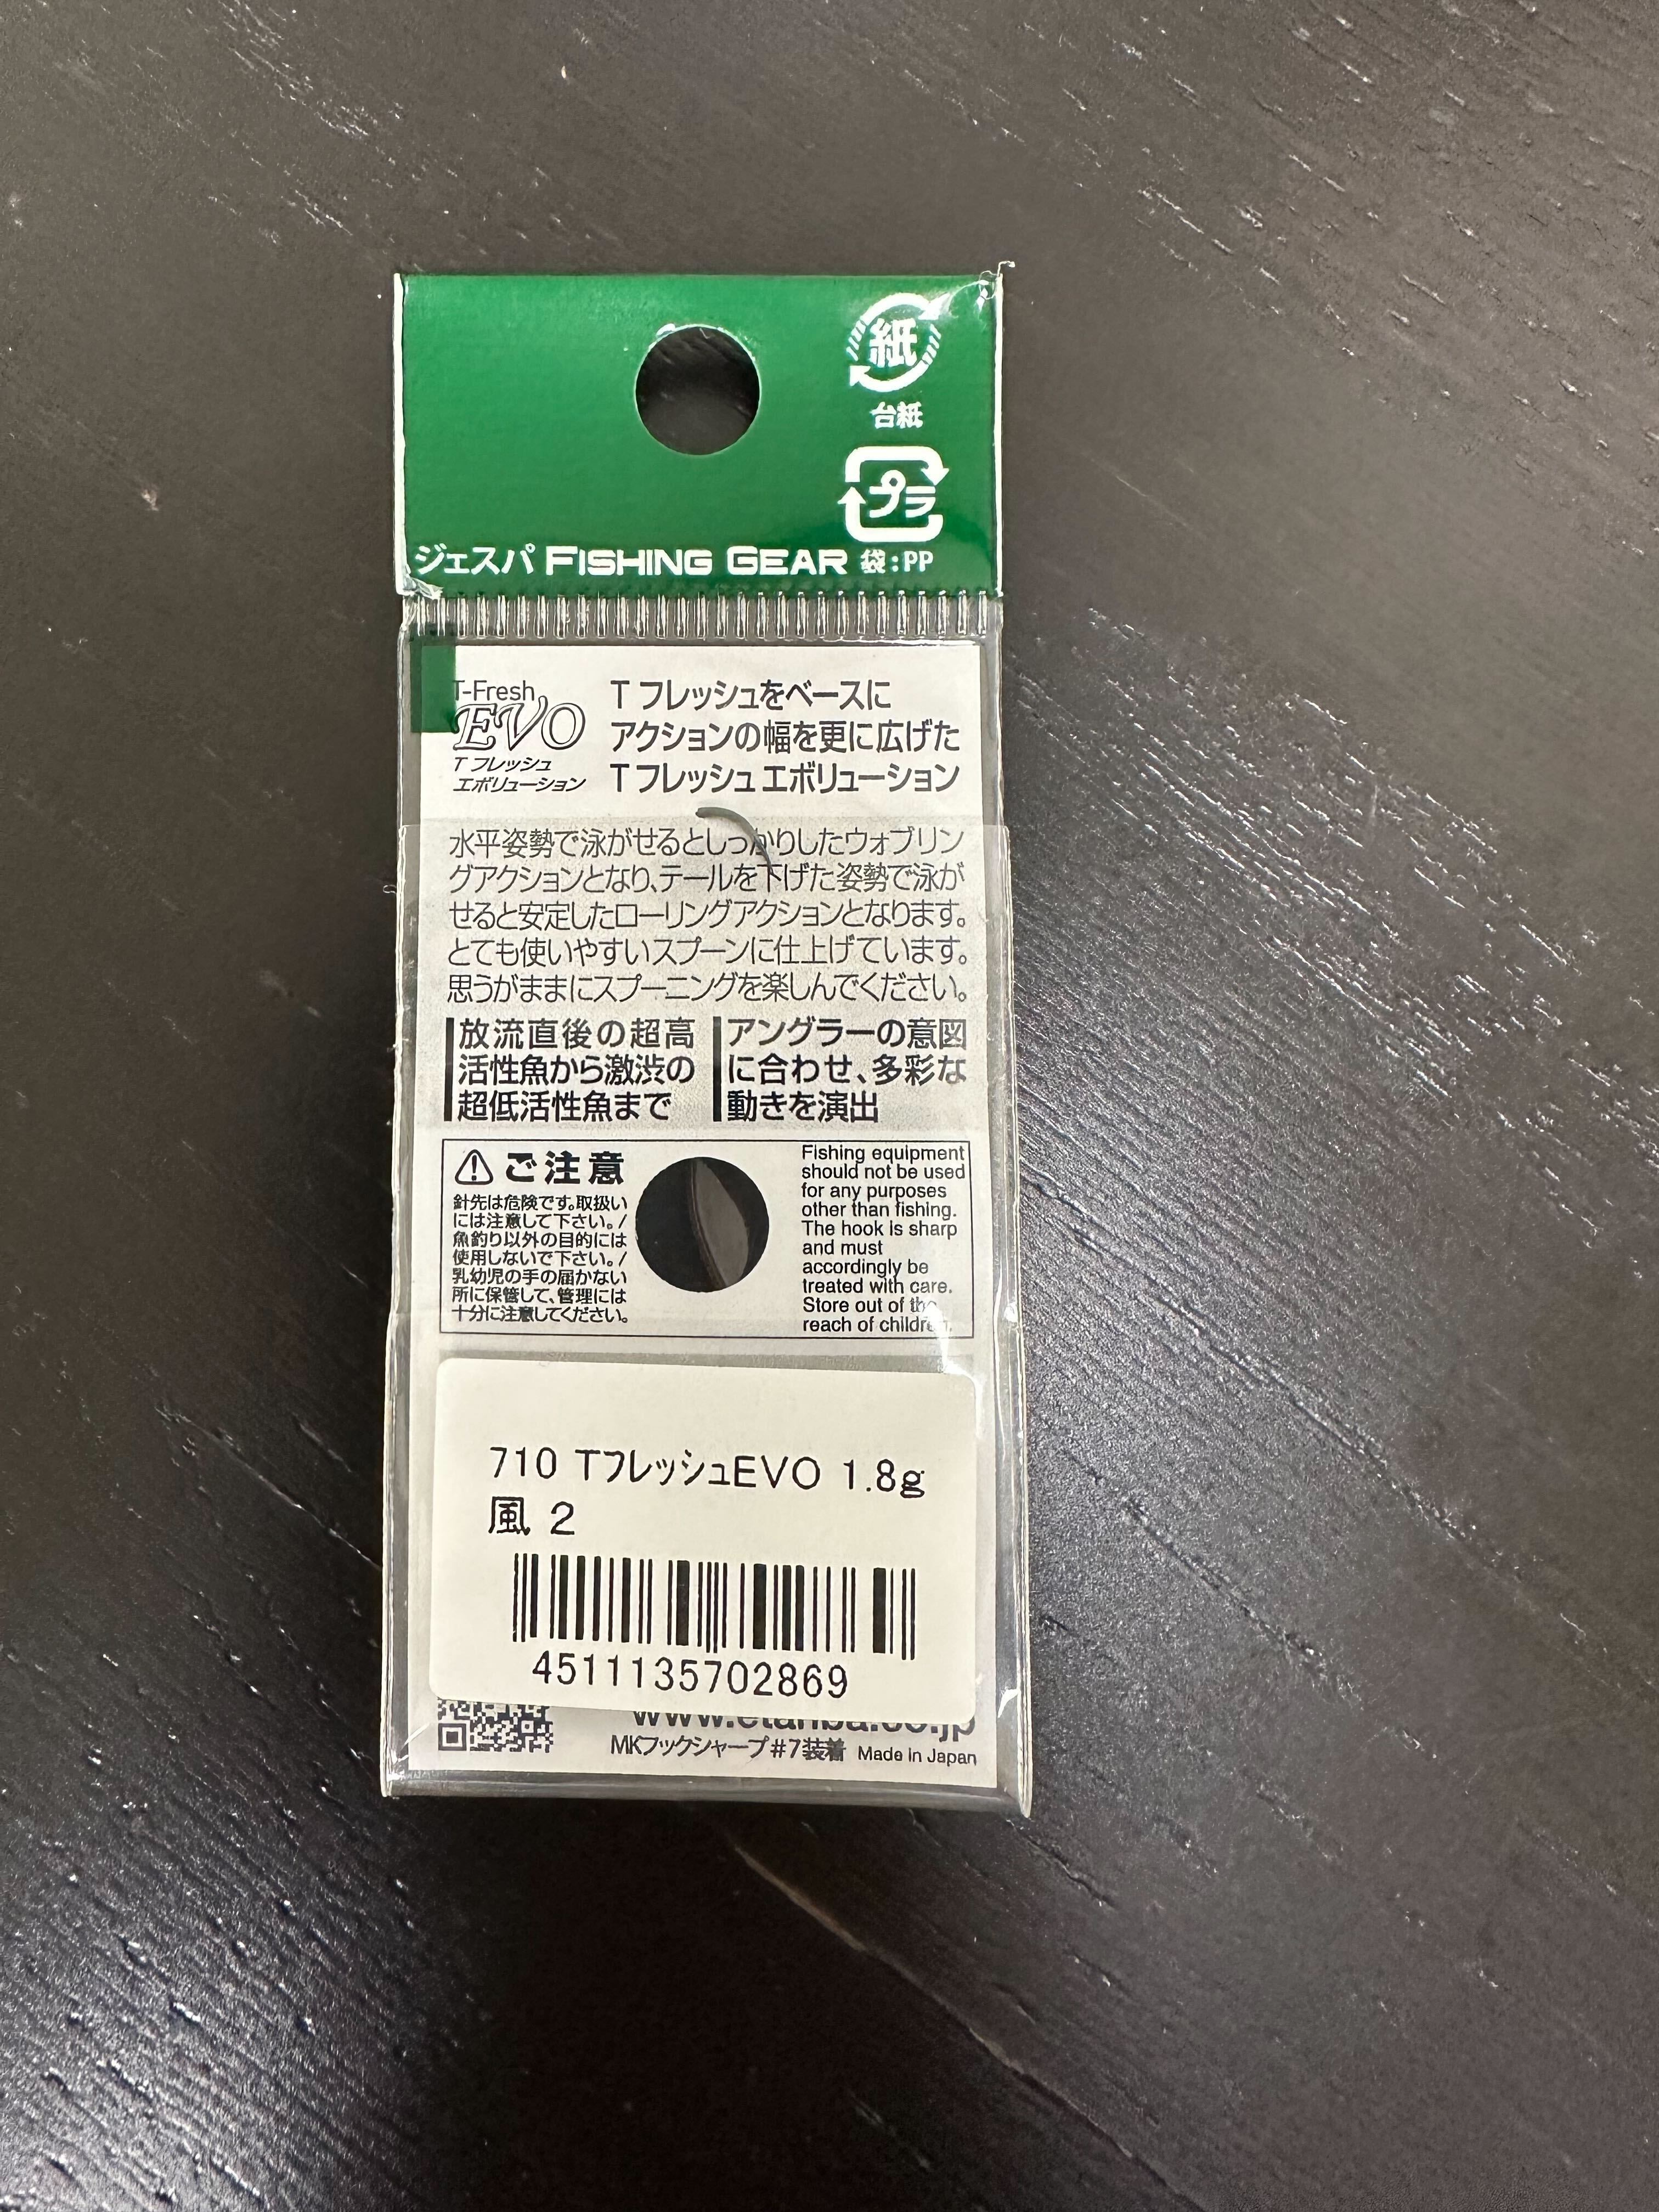 紙
台紙
プラ
ジェスパ FISHING GEAR 袋:PP
T-Fresh
EVO
T フレッシュ
エボリューション
T フレッシュをベースに
アクションの幅を更に広げた
T フレッシュ エボリューション
水平姿勢で泳がせるとしっかりしたウォブリン
グアクションとなり、テールを下げた姿勢で泳が
せると安定したローリングアクションとなります。
とても使いやすいスプーンに仕上げています。
思うがままにスプーニングを楽しんでください。
放流直後の超高
活性魚から激渋の
超低活性魚まで
アングラーの意図
に合わせ、多彩な
動きを演出
ご注意
針先は危険です。取扱い
には注意して下さい。/
魚釣り以外の目的には
使用しないで下さい。/
乳幼児の手の届かない
所に保管して、管理には
十分に注意してください。
Fishing equipment
should not be used
for any purposes
other than fishing.
The hook is sharp
and must
accordingly be
treated with care.
Store out of the
reach of children.
710 TフレッシュEVO 1.8g
風 2
4511135702869
MKフックシャープ#7装着 Made in Japan